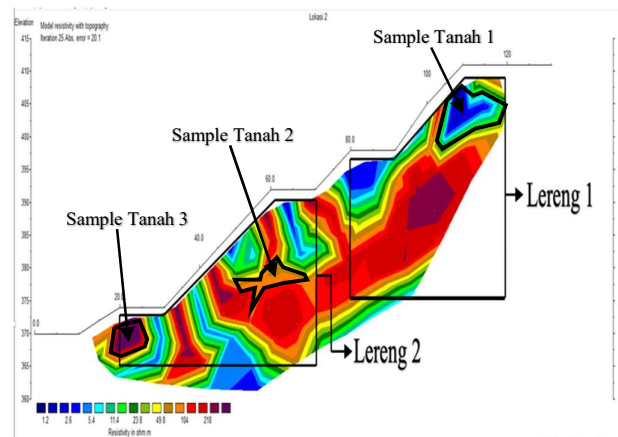 Elevation
Model resistivity with topography
Iteration 25 Abs. error = 20.1
Lokasi 2
Sample Tanah 1
Sample Tanah 2
Sample Tanah 3
Lereng 1
Lereng 2
415
410
405
400
395
390
385
380
375
370
365
360
0.0
20.0
40.0
60.0
80.0
100
120
1.2 2.6 5.4 11.4 23.8 49.8 104 218
Resistivity in ohm.m